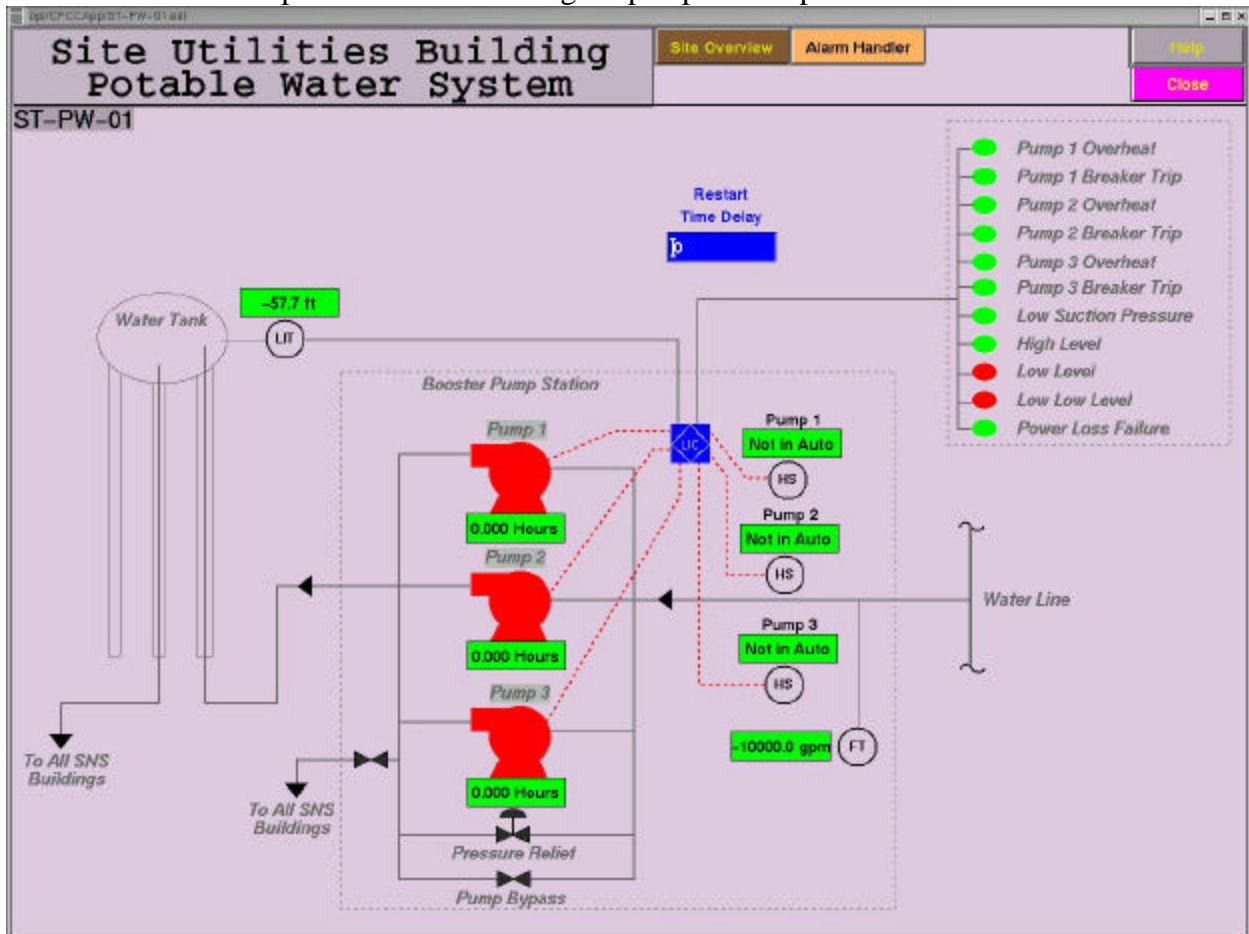 Site Utilities Building
Potable Water System
Site Overview
Alarm Handler
Help
Close
ST-PW-01
Pump 1 Overheat
Pump 1 Breaker Trip
Pump 2 Overheat
Pump 2 Breaker Trip
Pump 3 Overheat
Pump 3 Breaker Trip
Low Suction Pressure
High Level
Low Level
Low Low Level
Power Loss Failure
Restart
Time Delay
-57.7 ft
Water Tank
LIT
Booster Pump Station
Pump 1
LIC
Pump 1
Not in Auto
HS
0.000 Hours
Pump 2
Pump 2
Not in Auto
HS
0.000 Hours
Water Line
Pump 3
Not in Auto
HS
Pump 3
-10000.0 gpm
FT
0.000 Hours
To All SNS
Buildings
To All SNS
Buildings
Pressure Relief
Pump Bypass